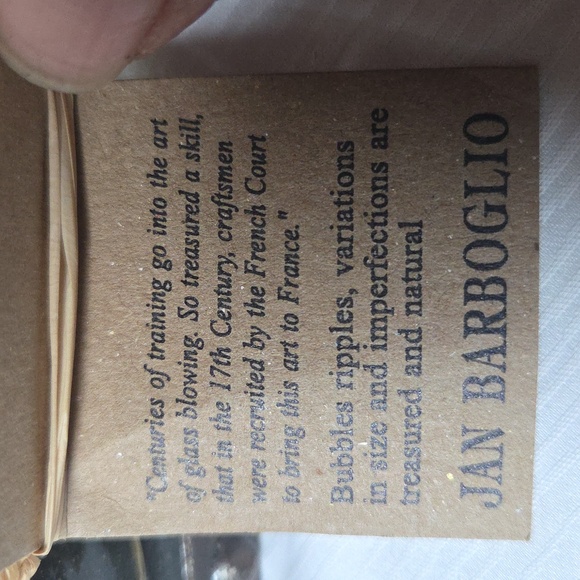 "Centuries of training go into the art
of glass blowing. So treasured a skill,
that in the 17th Century, craftsmen
were recruited by the French Court
to bring this art to France."
Bubbles ripples, variations
in size and imperfections are
treasured and natural
JAN BARBOGLIO